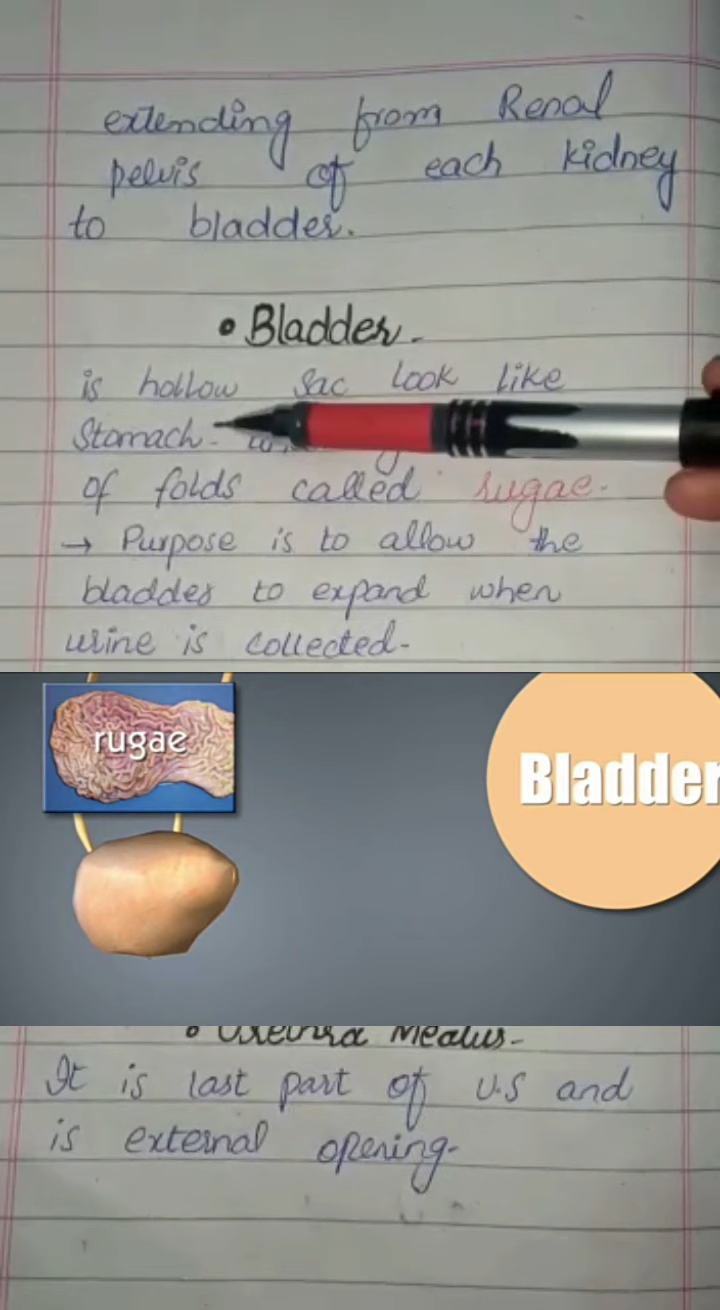 extending from Renal
pelvis of each kidney
to bladder.
• Bladder.
is hollow sac look like
Stomach-
of folds called rugae.
→ Purpose is to allow the
bladder to expand when
urine is collected-
rugae
Bladder
• Urethra Meatus-
It is last part of U.S and
is external opening-